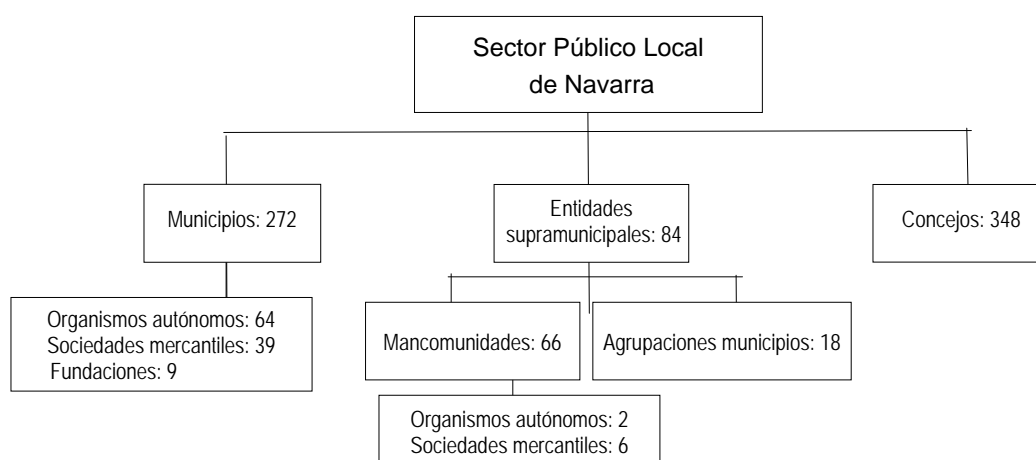 Sector Público Local
de Navarra
Municipios: 272
Entidades
supramunicipales: 84
Concejos: 348
Organismos autónomos: 64
Sociedades mercantiles: 39
Fundaciones: 9
Mancomunidades: 66
Agrupaciones municipios: 18
Organismos autónomos: 2
Sociedades mercantiles: 6